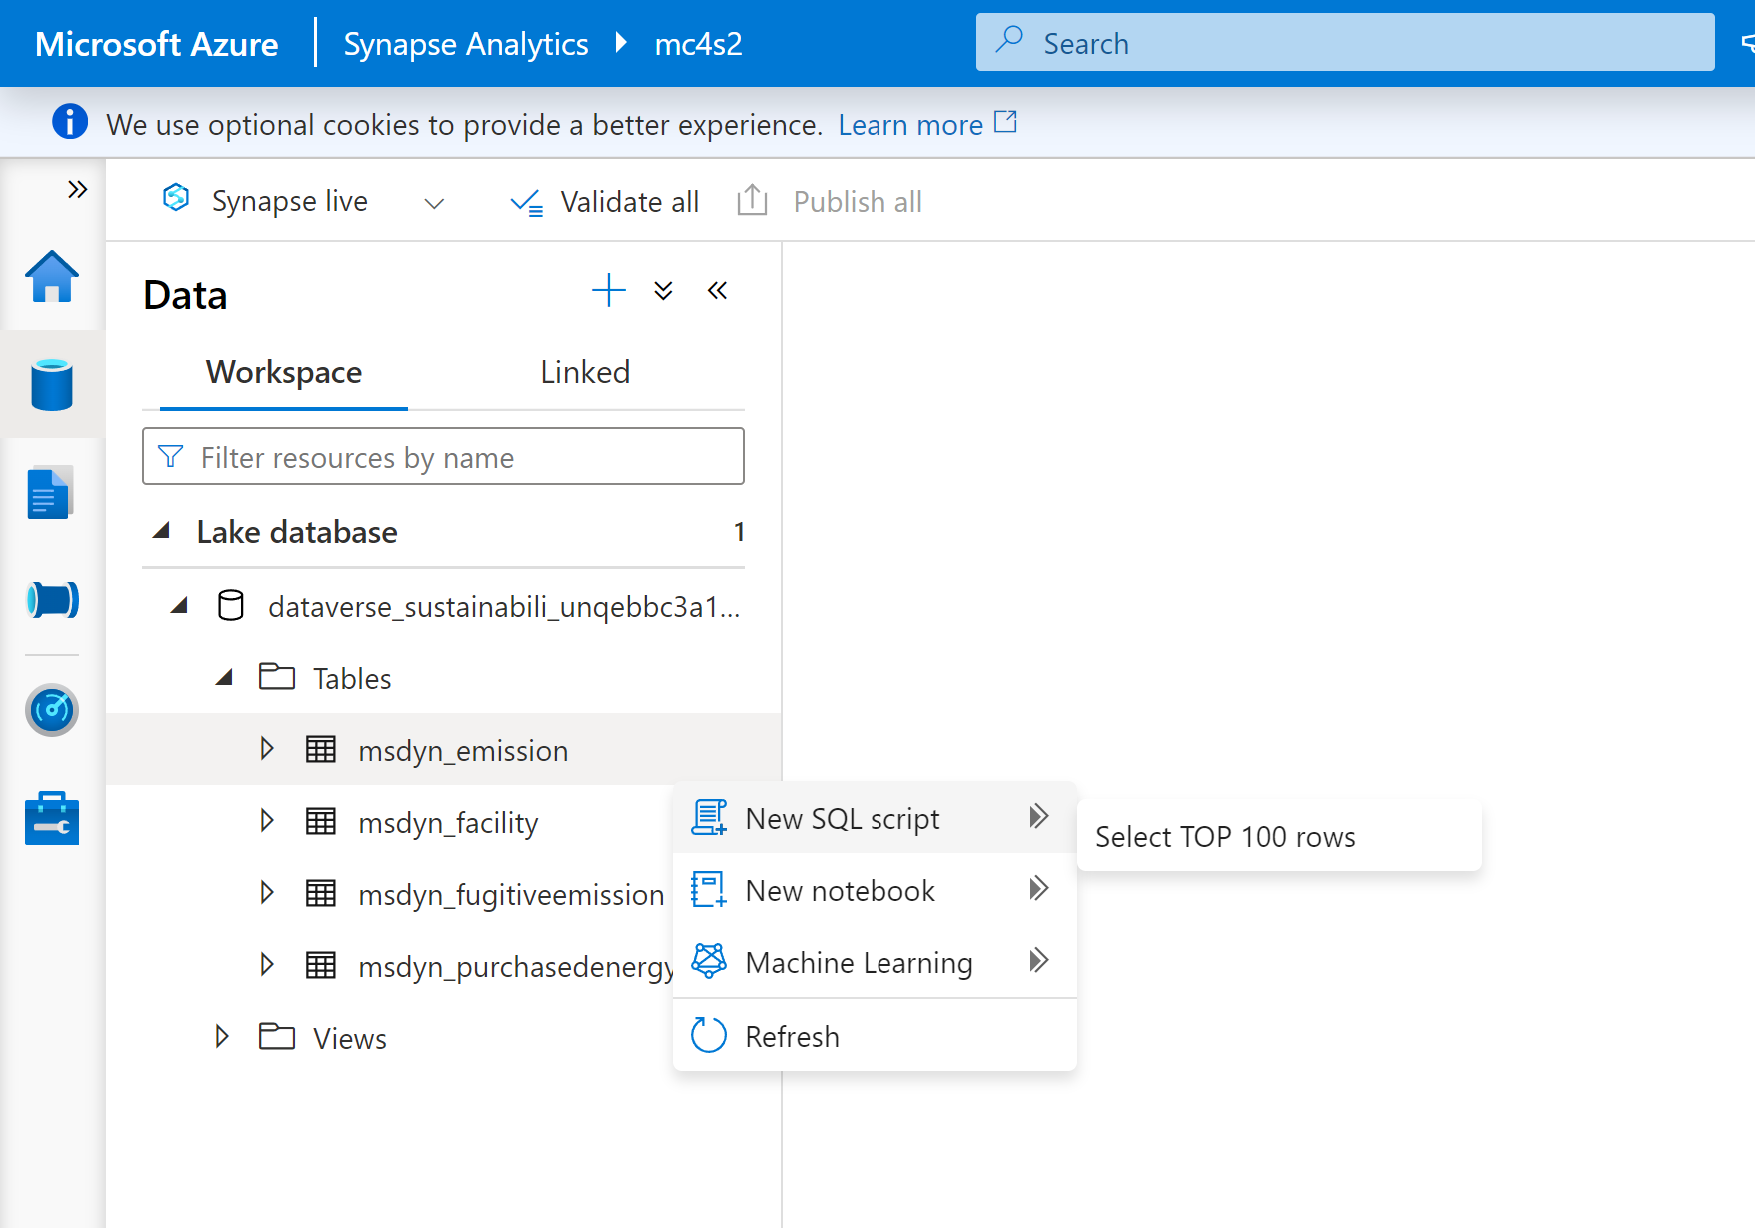 Microsoft Azure | Synapse Analytics mc4s2 Search
We use optional cookies to provide a better experience. Learn more
Synapse live Validate all Publish all
Data
Workspace Linked
Filter resources by name
Lake database 1
dataverse_sustainabili_unqebbc3a1...
Tables
msdyn_emission
msdyn_facility
msdyn_fugitiveemission
msdyn_purchasedenergy
Views
New SQL script
New notebook
Machine Learning
Refresh
Select TOP 100 rows